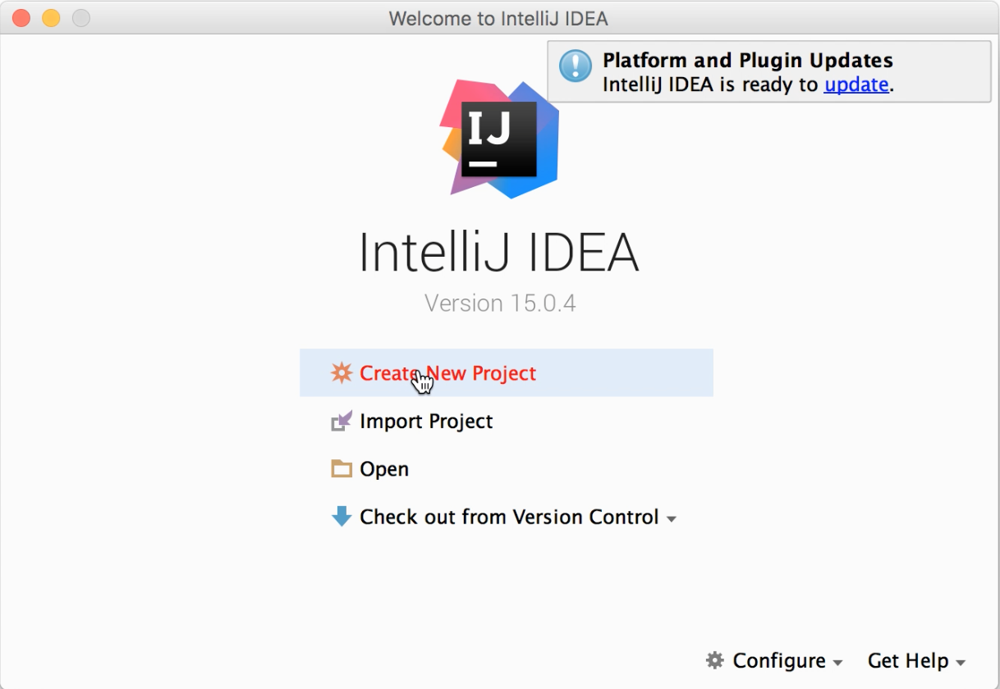 Welcome to IntelliJ IDEA
Platform and Plugin Updates
IntelliJ IDEA is ready to update.
IJ
IntelliJ IDEA
Version 15.0.4
Create New Project
Import Project
Open
Check out from Version Control
Configure
Get Help